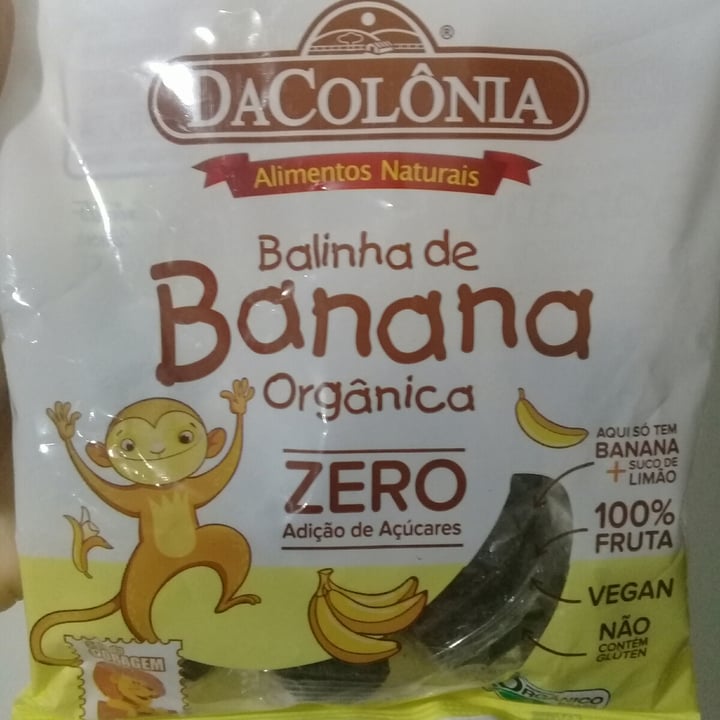 DACOLÔNIA
®
Alimentos Naturais
Balinha de
Banana
Orgânica
ZERO
Adição de Açúcares
AQUI SÓ TEM
BANANA
+ SUCO DE
LIMÃO
100%
FRUTA
VEGAN
NÃO
CONTÉM
GLÚTEN
ORGÂNICO